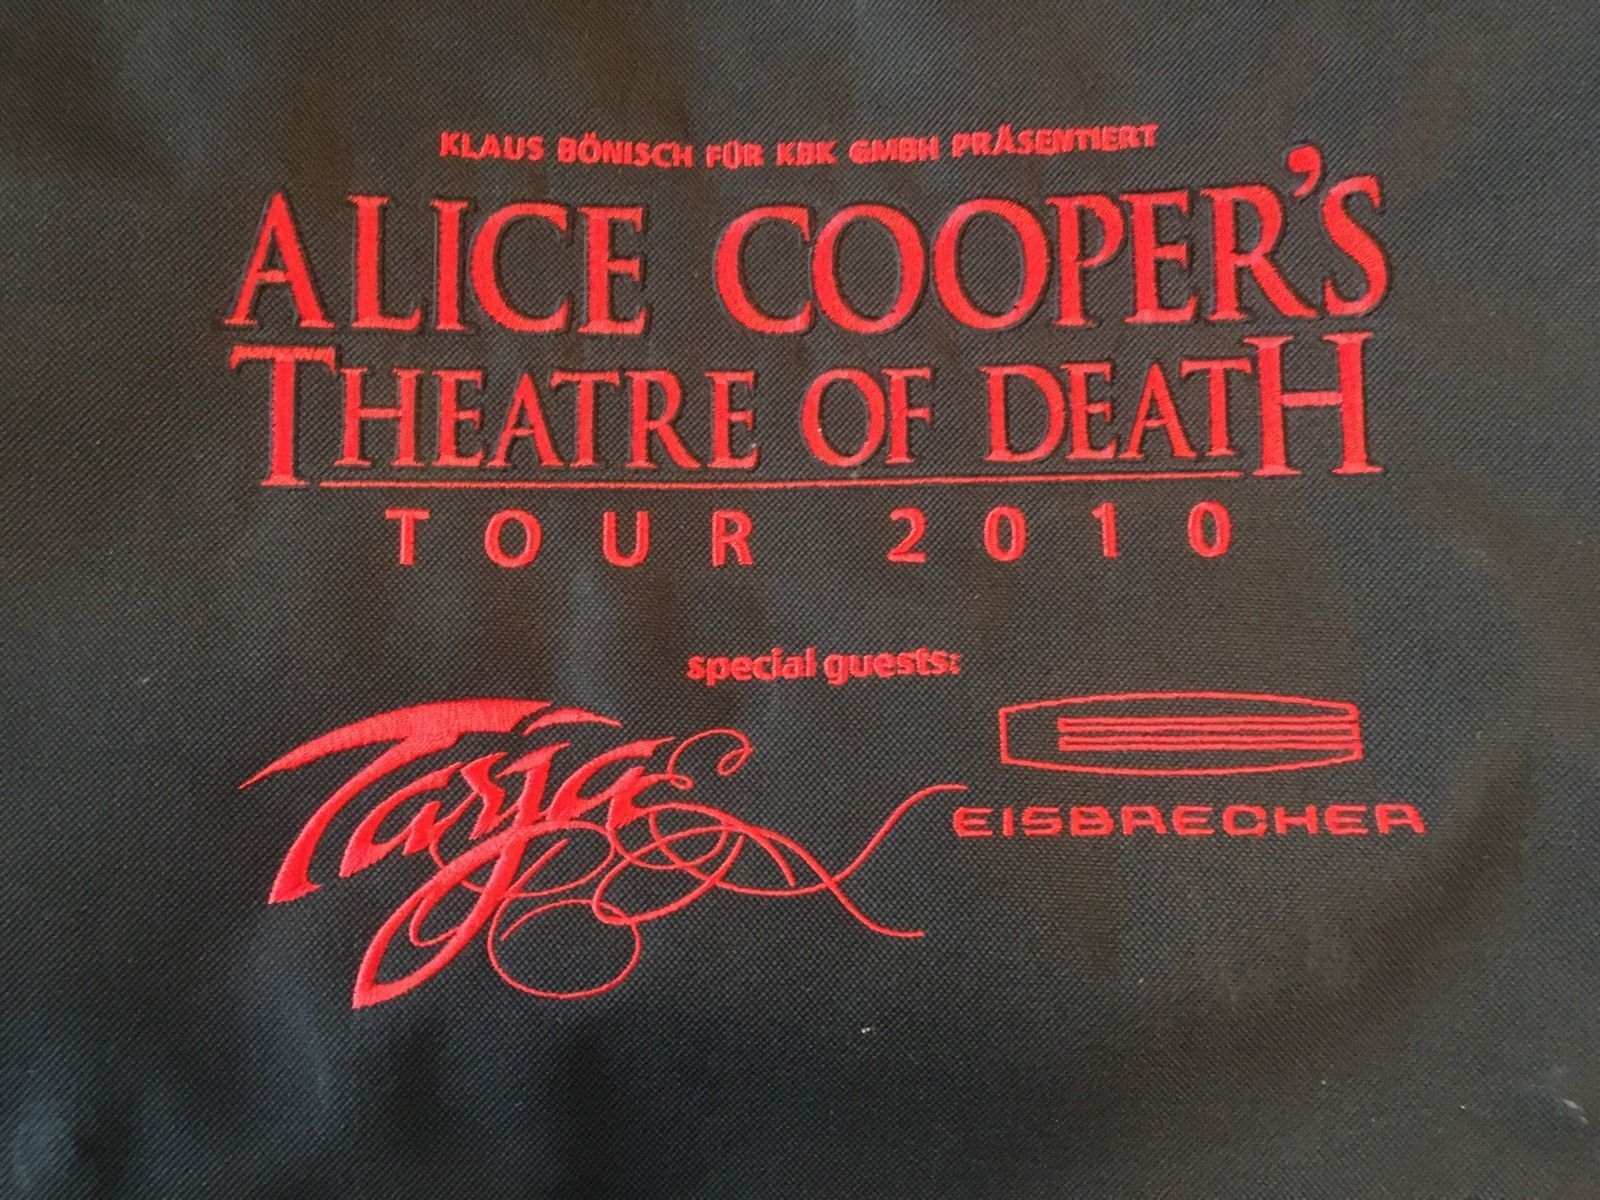 KLAUS BÖNISCH FÜR KBK GMBH PRÄSENTIERT
ALICE COOPER'S
THEATRE OF DEATH
TOUR 2010
special guests:
Tarja
EISBRECHER